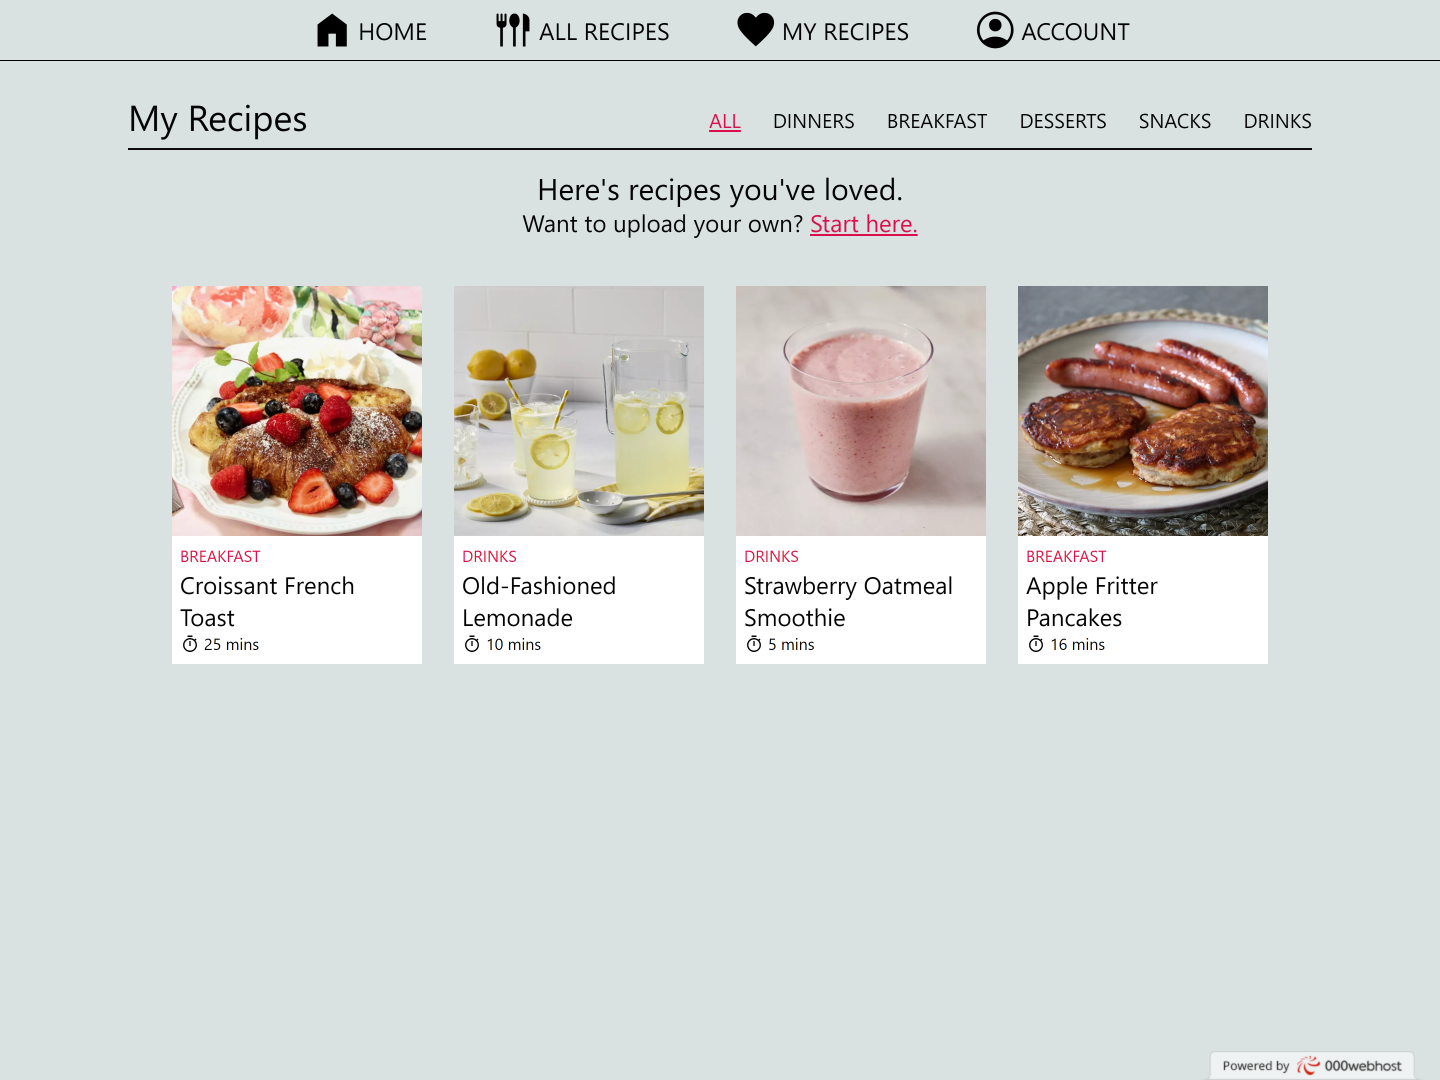 HOME
ALL RECIPES
MY RECIPES
ACCOUNT
My Recipes
ALL
DINNERS
BREAKFAST
DESSERTS
SNACKS
DRINKS
Here's recipes you've loved.
Want to upload your own? Start here.
BREAKFAST
Croissant French
Toast
25 mins
DRINKS
Old-Fashioned
Lemonade
10 mins
DRINKS
Strawberry Oatmeal
Smoothie
5 mins
BREAKFAST
Apple Fritter
Pancakes
16 mins
Powered by 000webhost